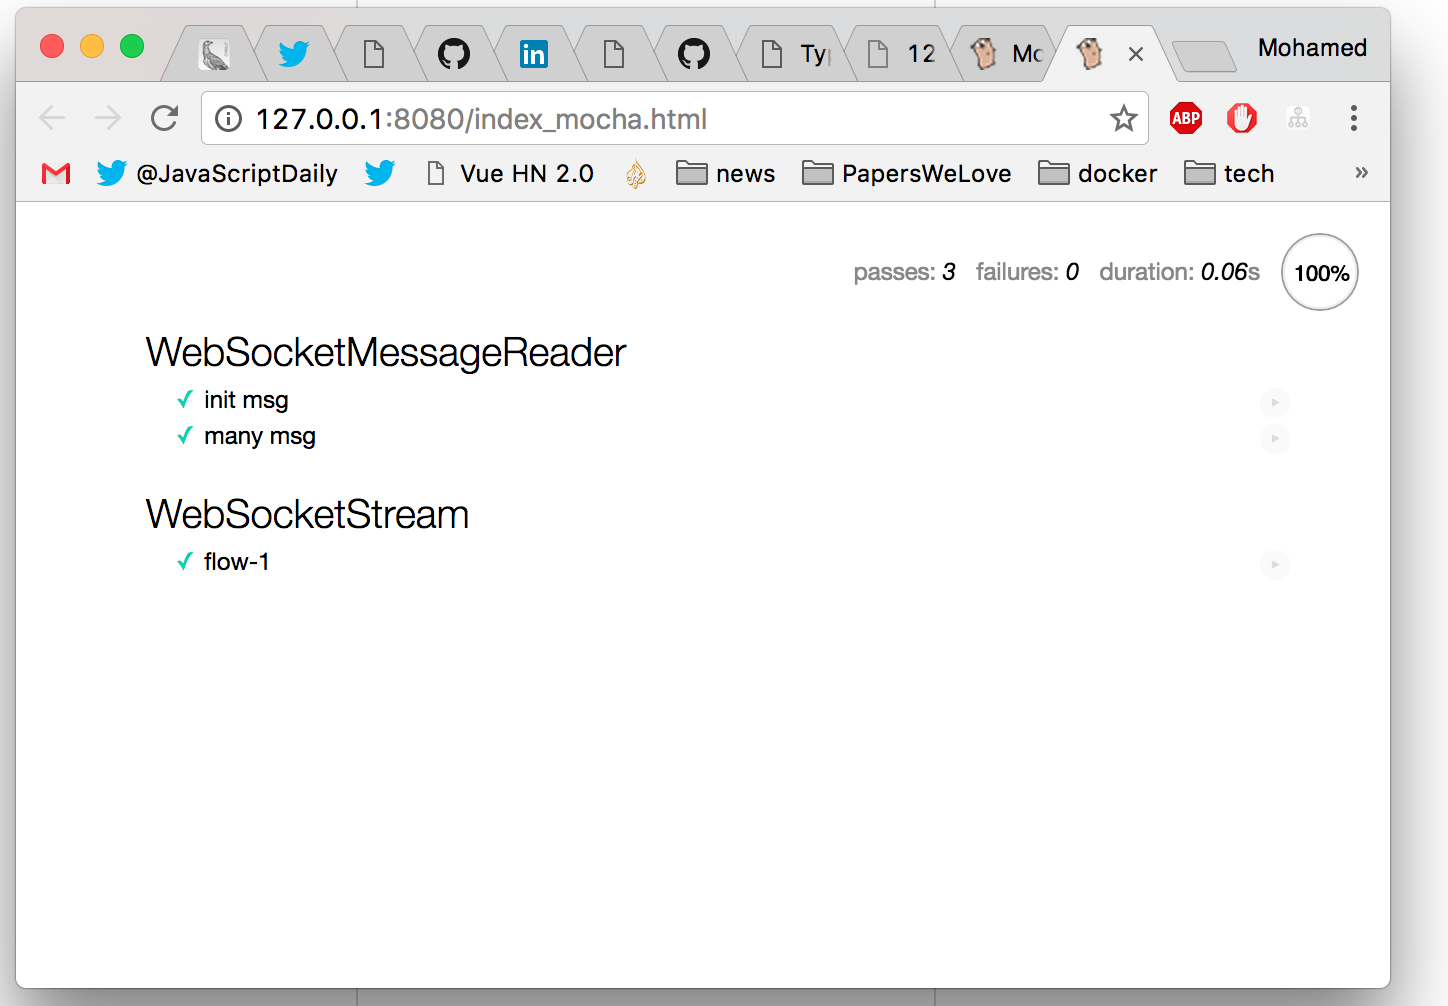 Ty
12
Mc
Mohamed
127.0.0.1:8080/index_mocha.html
ABP
@JavaScriptDaily
Vue HN 2.0
news
PapersWeLove
docker
tech
»
passes: 3 failures: 0 duration: 0.06s 100%
WebSocketMessageReader
✓ init msg
✓ many msg
WebSocketStream
✓ flow-1